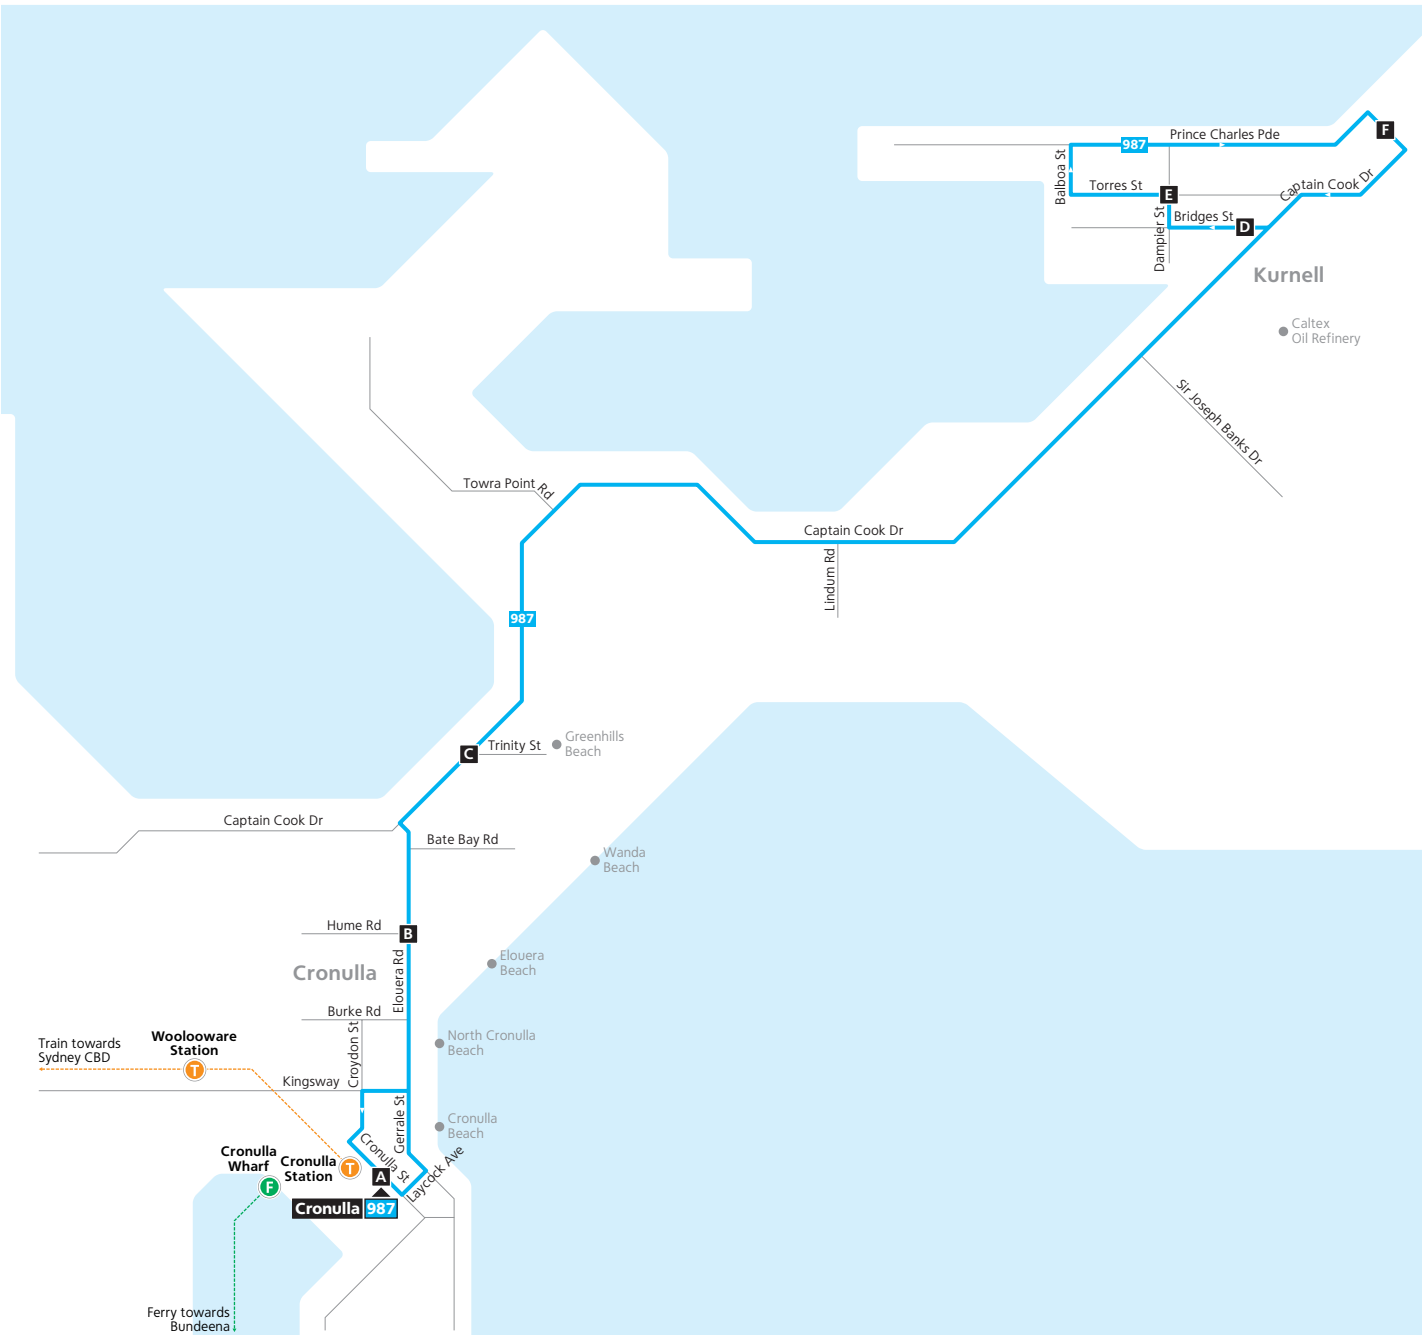 F
Prince Charles Pde
987
Balboa St
Torres St
E
Captain Cook Dr
Bridges St
D
Dampier St
Kurnell
Caltex
Oil Refinery
Sir Joseph Banks Dr
Towra Point Rd
Captain Cook Dr
Lindum Rd
987
Greenhills
Beach
Trinity St
C
Captain Cook Dr
Bate Bay Rd
Wanda
Beach
Hume Rd
B
Elouera Rd
Elouera
Beach
Cronulla
Burke Rd
Croydon St
North Cronulla
Beach
Train towards
Sydney CBD
Woolooware
Station
T
Kingsway
Gerrale St
Cronulla
Beach
Cronulla St
Laycock Ave
Cronulla
Wharf
F
Cronulla
Station
T
A
Cronulla 987
Ferry towards
Bundeena